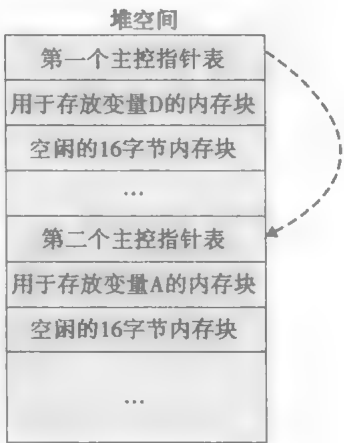 堆空间
第一个主控指针表
用于存放变量D的内存块
空闲的16字节内存块
…
第二个主控指针表
用于存放变量A的内存块
空闲的16字节内存块
…